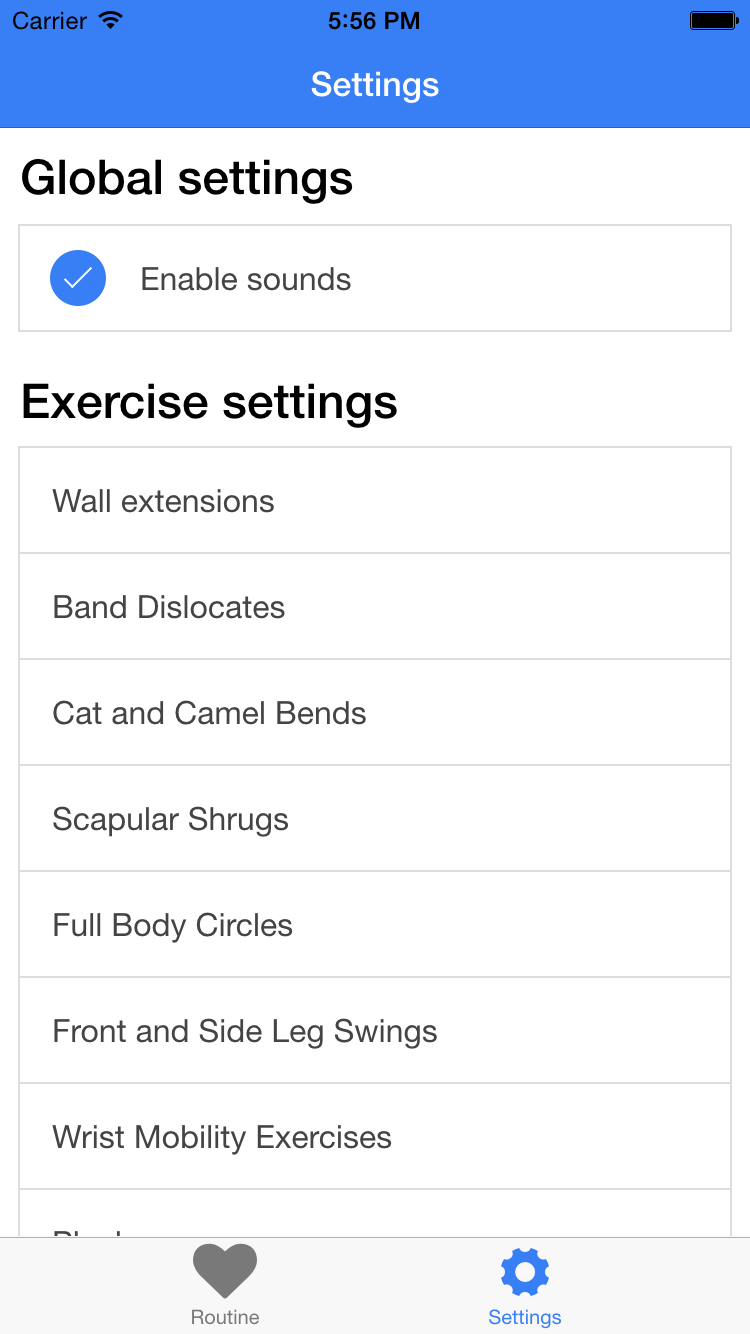 Carrier 5:56 PM
Settings
Global settings
Enable sounds
Exercise settings
Wall extensions
Band Dislocates
Cat and Camel Bends
Scapular Shrugs
Full Body Circles
Front and Side Leg Swings
Wrist Mobility Exercises
Routine Settings